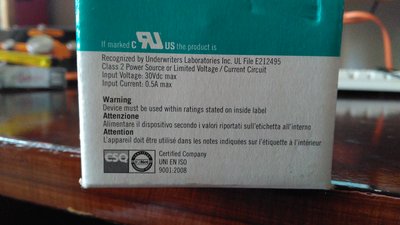 If marked C RU US the product is
Recognized by Underwriters Laboratories Inc. UL File E212495
Class 2 Power Source or Limited Voltage / Current Circuit
Input Voltage: 30Vdc max
Input Current: 0.5A max
Warning
Device must be used within ratings stated on inside label
Attenzione
Alimentare il dispositivo secondo i valori riportati sull'etichetta all'interno
Attention
L'appareil doit être utilisé dans les notes indiquées sur l'étiquette à l'intérieur
CSQ
Certified Company
UNI EN ISO
9001:2008